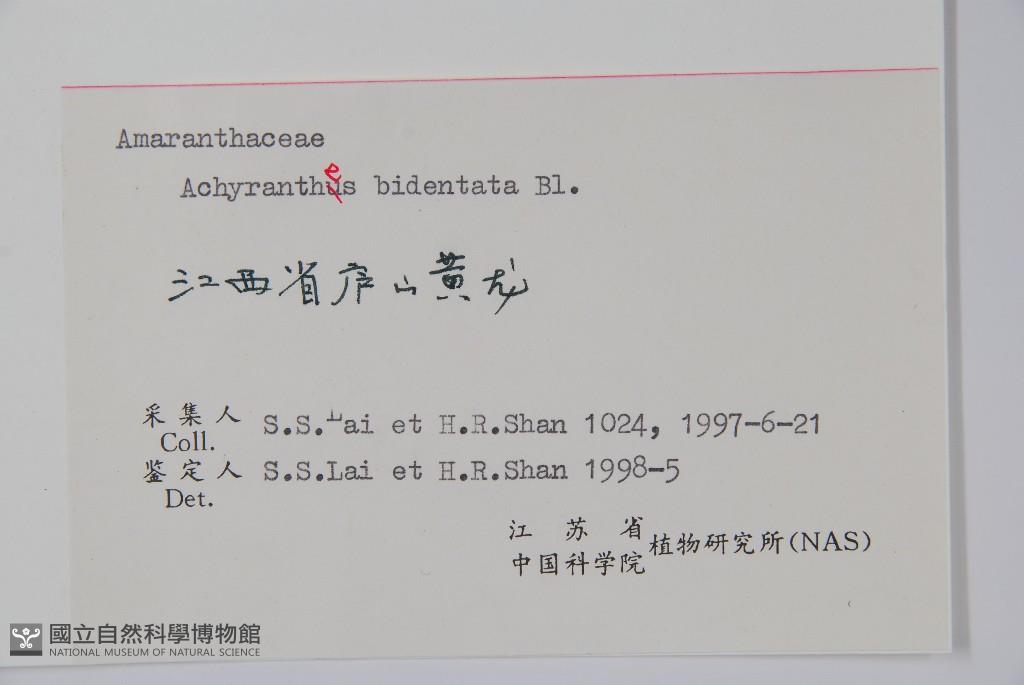 Amaranthaceae
Achyranthes bidentata Bl.
江西省庐山黄龙
采集人 S.S.Lai et H.R.Shan 1024, 1997-6-21
Coll.
鉴定人 S.S.Lai et H.R.Shan 1998-5
Det.
江苏省
中国科学院 植物研究所(NAS)
國立自然科學博物館
NATIONAL MUSEUM OF NATURAL SCIENCE